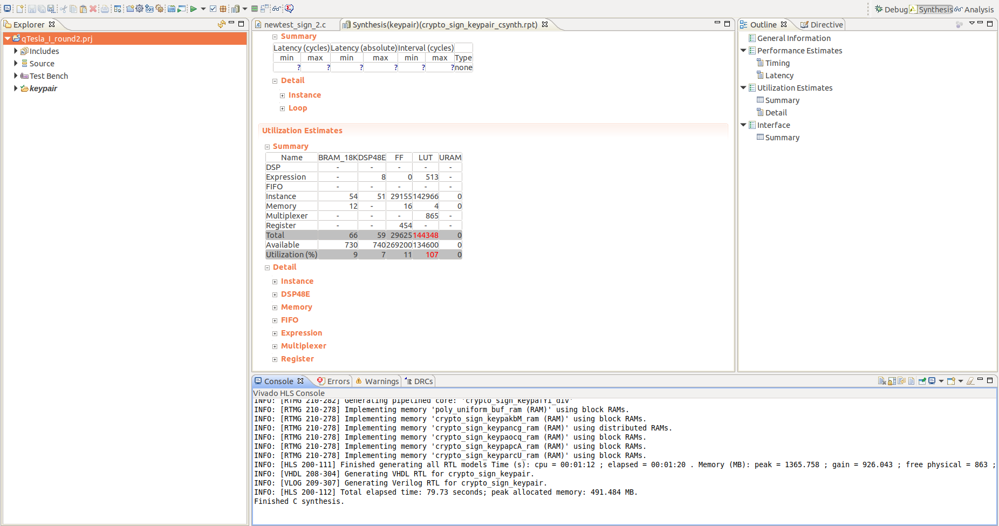 Debug Synthesis Analysis
Explorer
qTesla_I_round2.prj
Includes
Source
Test Bench
keypair
newtest_sign_2.c
Synthesis(keypair)(crypto_sign_keypair_csynth.rpt)
Summary
Latency (cycles) Latency (absolute) Interval (cycles)
min max min max min max Type
? ? ? ? ? ? none
Detail
Instance
Loop
Utilization Estimates
Summary
Name BRAM_18K DSP48E FF LUT URAM
DSP - - - - -
Expression - 8 0 513 -
FIFO - - - - -
Instance 54 51 29155 142966 0
Memory 12 - 16 4 0
Multiplexer - - - 865 -
Register - - 454 - -
Total 66 59 29625 144348 0
Available 730 740 269200 134600 0
Utilization (%) 9 7 11 107 0
Detail
Instance
DSP48E
Memory
FIFO
Expression
Multiplexer
Register
Outline Directive
General Information
Performance Estimates
Timing
Latency
Utilization Estimates
Summary
Detail
Interface
Summary
Console Errors Warnings DRCs
Vivado HLS Console
INFO: [RTMG 210-282] Generating pipelined core: 'crypto_sign_keypaTYi_div'
INFO: [RTMG 210-278] Implementing memory 'poly_uniform_buf_ram (RAM)' using block RAMs.
INFO: [RTMG 210-278] Implementing memory 'crypto_sign_keypakbM_ram (RAM)' using block RAMs.
INFO: [RTMG 210-278] Implementing memory 'crypto_sign_keypancg_ram (RAM)' using distributed RAMs.
INFO: [RTMG 210-278] Implementing memory 'crypto_sign_keypaocq_ram (RAM)' using block RAMs.
INFO: [RTMG 210-278] Implementing memory 'crypto_sign_keypapcA_ram (RAM)' using block RAMs.
INFO: [RTMG 210-278] Implementing memory 'crypto_sign_keyparcU_ram (RAM)' using block RAMs.
INFO: [HLS 200-111] Finished generating all RTL models Time (s): cpu = 00:01:12 ; elapsed = 00:01:20 . Memory (MB): peak = 1365.758 ; gain = 926.043 ; free physical = 863 ;
INFO: [VHDL 208-304] Generating VHDL RTL for crypto_sign_keypair.
INFO: [VLOG 209-307] Generating Verilog RTL for crypto_sign_keypair.
INFO: [HLS 200-112] Total elapsed time: 79.73 seconds; peak allocated memory: 491.484 MB.
Finished C synthesis.